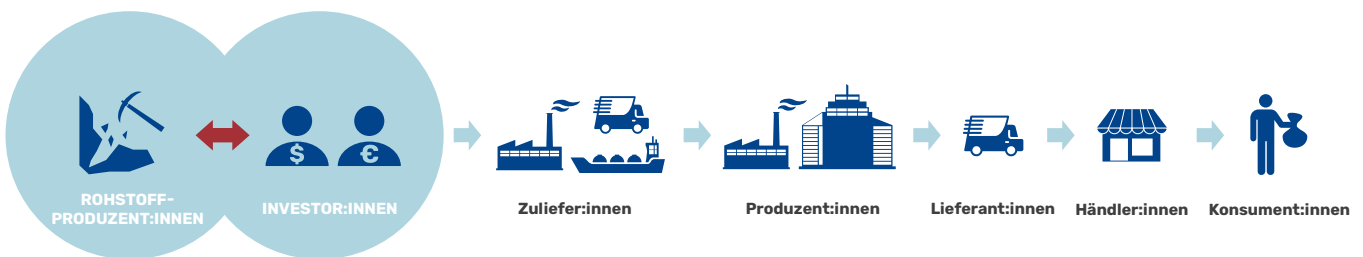 $
€
ROHSTOFF-
PRODUZENT:INNEN
INVESTOR:INNEN
Zuliefer:innen
Produzent:innen
Lieferant:innen
Händler:innen
Konsument:innen